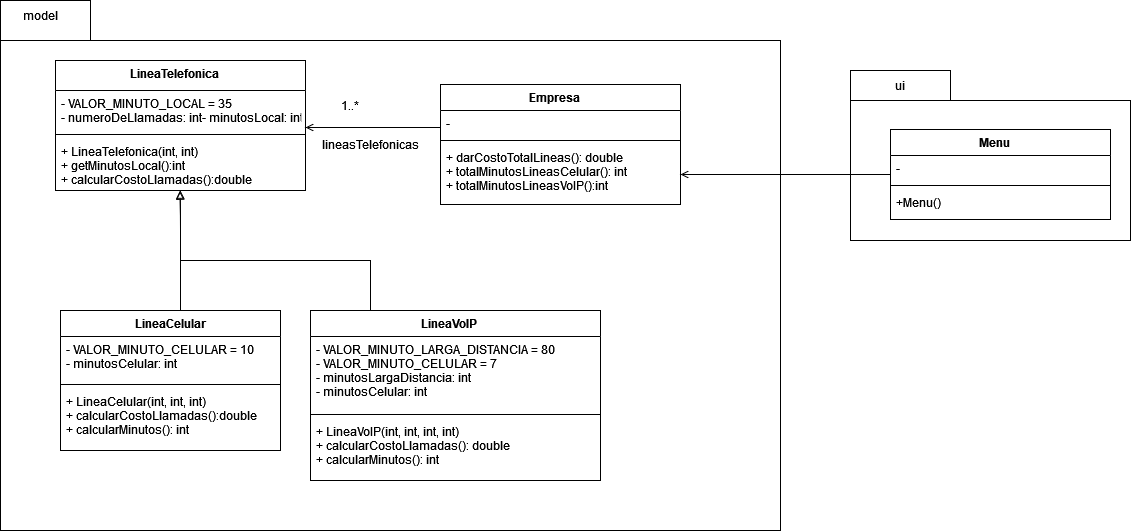 model
LineaTelefonica
- VALOR_MINUTO_LOCAL = 35
- numeroDeLlamadas: int- minutosLocal: int
+ LineaTelefonica(int, int)
+ getMinutosLocal():int
+ calcularCostoLlamadas():double
1..*
lineasTelefonicas
Empresa
-
+ darCostoTotalLineas(): double
+ totalMinutosLineasCelular(): int
+ totalMinutosLineasVoIP():int
ui
Menu
-
+Menu()
LineaCelular
- VALOR_MINUTO_CELULAR = 10
- minutosCelular: int
+ LineaCelular(int, int, int)
+ calcularCostoLlamadas():double
+ calcularMinutos(): int
LineaVoIP
- VALOR_MINUTO_LARGA_DISTANCIA = 80
- VALOR_MINUTO_CELULAR = 7
- minutosLargaDistancia: int
- minutosCelular: int
+ LineaVoIP(int, int, int, int)
+ calcularCostoLlamadas(): double
+ calcularMinutos(): int